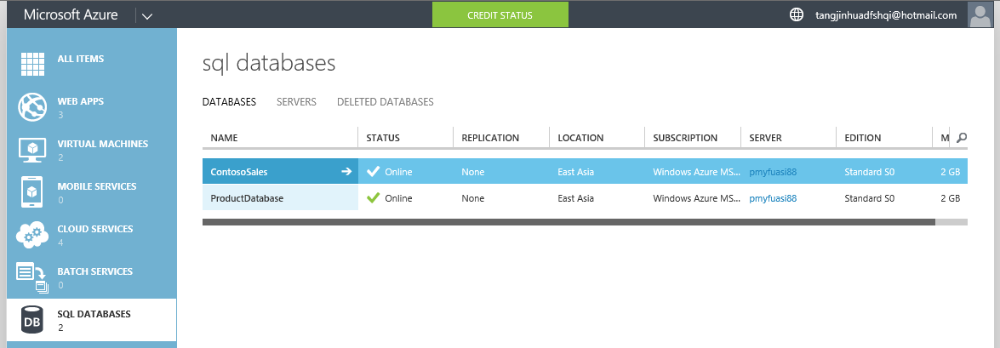 Microsoft Azure
CREDIT STATUS
tangjinhuadfshqi@hotmail.com
ALL ITEMS
WEB APPS
3
VIRTUAL MACHINES
2
MOBILE SERVICES
0
CLOUD SERVICES
4
BATCH SERVICES
0
DB
SQL DATABASES
2
sql databases
DATABASES SERVERS DELETED DATABASES
NAME STATUS REPLICATION LOCATION SUBSCRIPTION SERVER EDITION M
ContosoSales Online None East Asia Windows Azure MS... pmyfuasi88 Standard S0 2 GB
ProductDatabase Online None East Asia Windows Azure MS... pmyfuasi88 Standard S0 2 GB